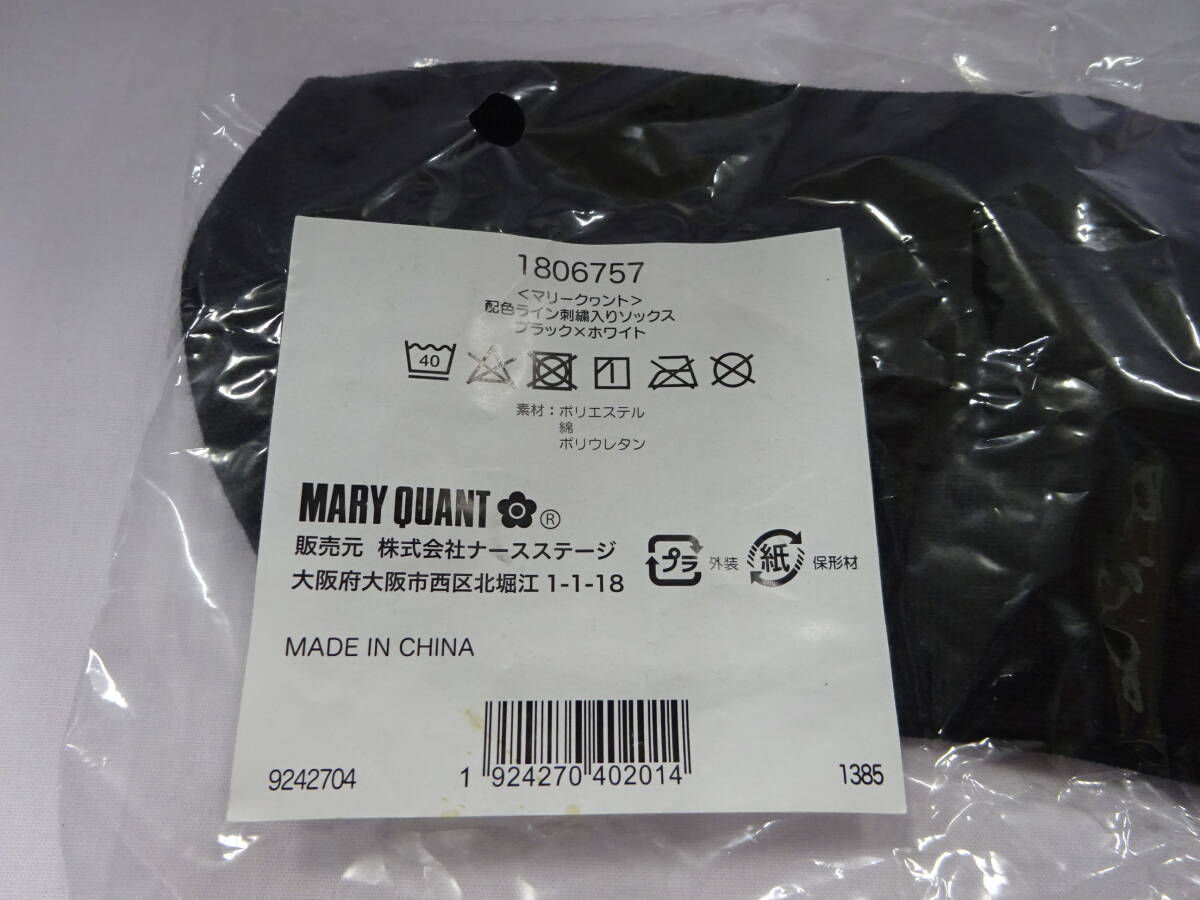 1806757
<マリークヮント>
配色ライン刺繍入りソックス
ブラック×ホワイト
40
素材：ポリエステル
綿
ポリウレタン
MARY QUANT ®
販売元 株式会社ナースステージ
大阪府大阪市西区北堀江 1-1-18
プラ 外装 紙 保形材
MADE IN CHINA
9242704 1 924270 402014 1385